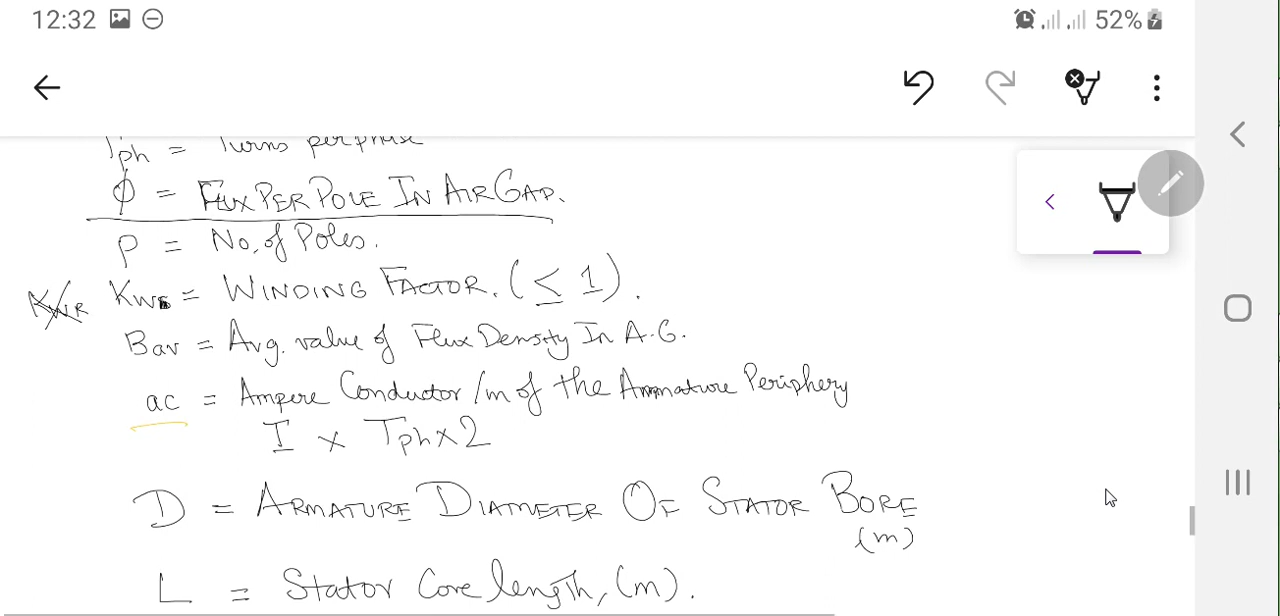 12:32 52%
Tph = Turns per phase
ϕ = FLUX PER POLE IN AIR GAP.
P = No. of Poles.
KWR Kws = WINDING FACTOR. (≤ 1).
Bav = Avg. value of Flux Density In A.G.
ac = Ampere Conductor /m of the Armature Periphery
I × Tph × 2
D = ARMATURE DIAMETER OF STATOR BORE
(m)
L = Stator Core length, (m).